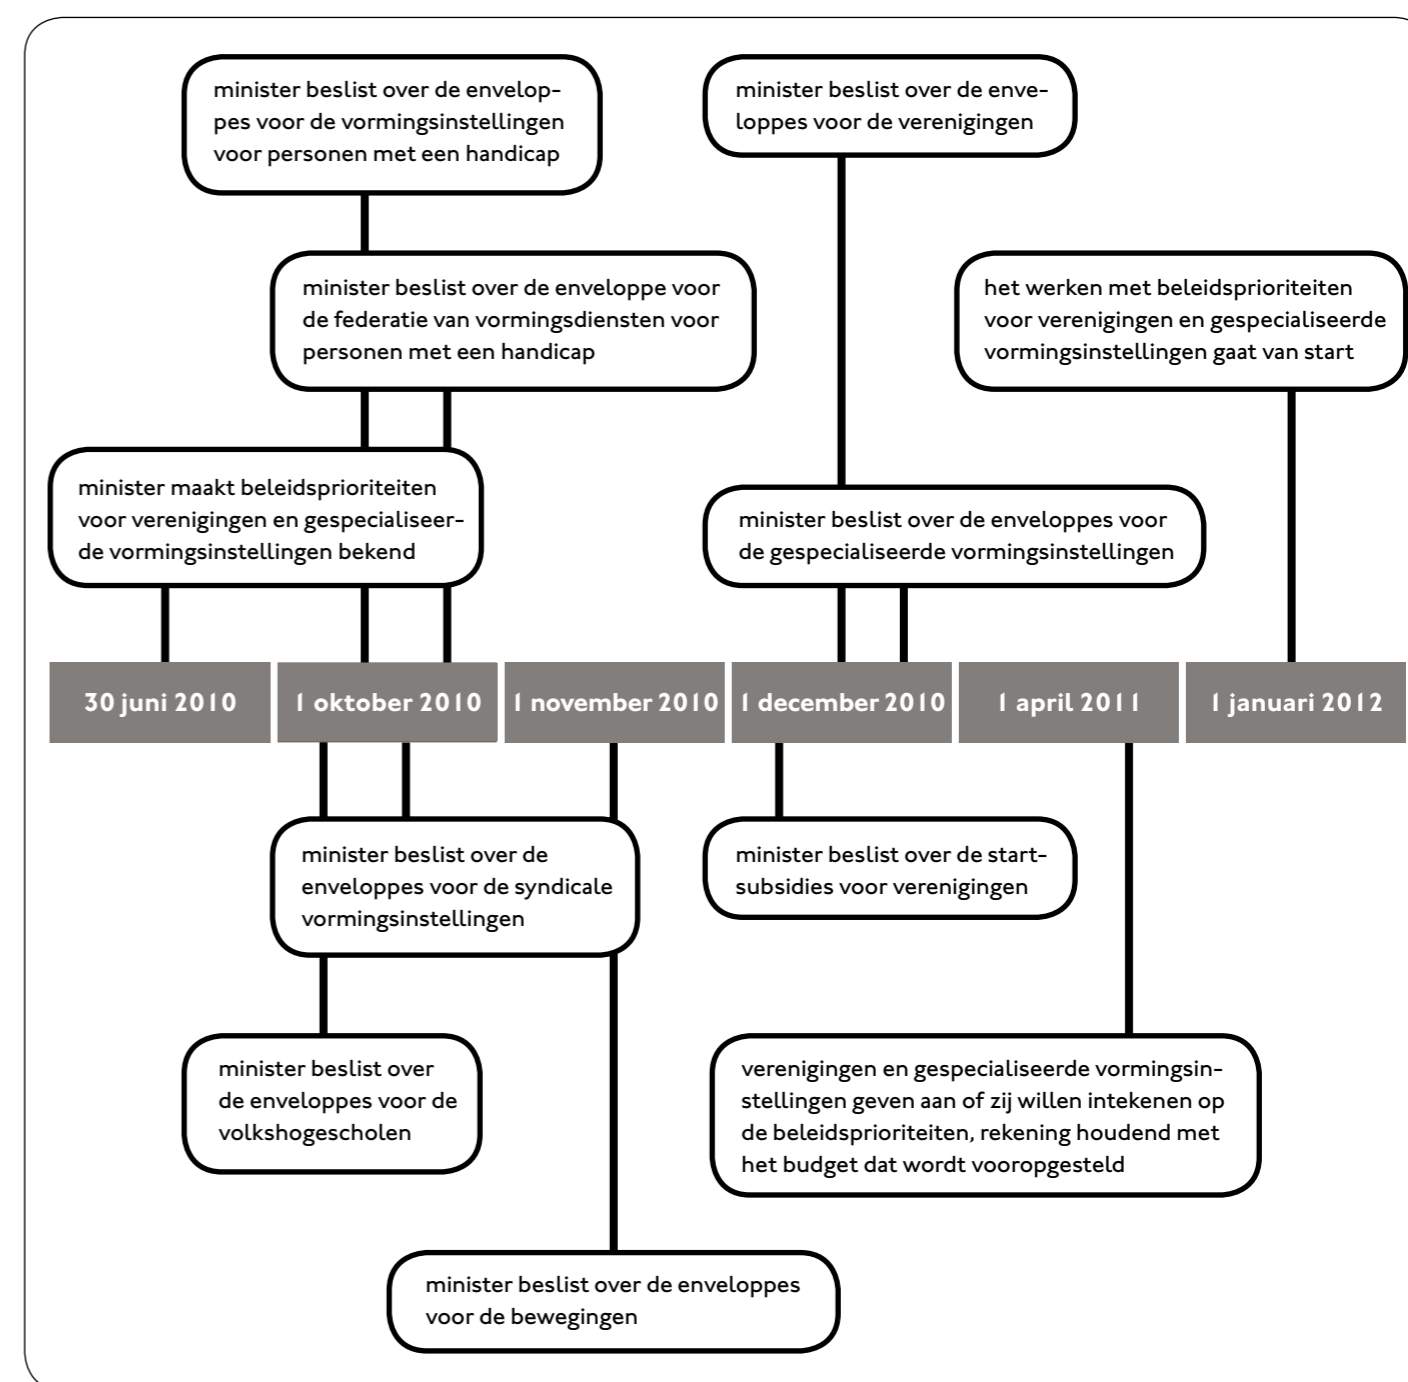 minister beslist over de envelop-
pes voor de vormingsinstellingen
voor personen met een handicap
minister beslist over de enve-
loppes voor de verenigingen
minister beslist over de enveloppe voor
de federatie van vormingsdiensten voor
personen met een handicap
het werken met beleidsprioriteiten
voor verenigingen en gespecialiseerde
vormingsinstellingen gaat van start
minister maakt beleidsprioriteiten
voor verenigingen en gespecialiseer-
de vormingsinstellingen bekend
minister beslist over de enveloppes voor
de gespecialiseerde vormingsinstellingen
30 juni 2010
1 oktober 2010
1 november 2010
1 december 2010
1 april 2011
1 januari 2012
minister beslist over de
enveloppes voor de syndicale
vormingsinstellingen
minister beslist over de start-
subsidies voor verenigingen
minister beslist over
de enveloppes voor de
volkshogescholen
verenigingen en gespecialiseerde vormingsin-
stellingen geven aan of zij willen intekenen op
de beleidsprioriteiten, rekening houdend met
het budget dat wordt vooropgesteld
minister beslist over de enveloppes
voor de bewegingen